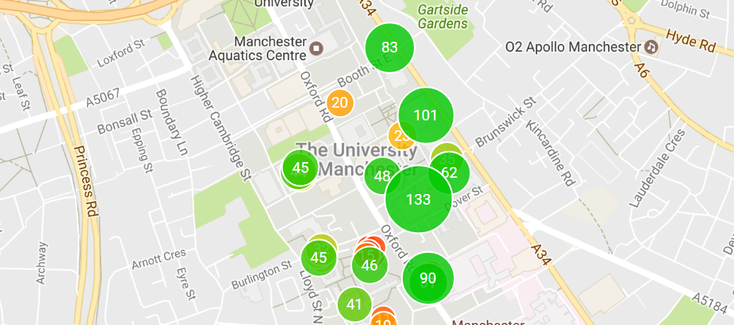 University
Gartside
Gardens
Dolphin St
Manchester
Aquatics Centre
O2 Apollo Manchester
Hyde Rd
A6
83
Loxford St
Booth St E
Leaf St
A5067
Oxford Rd
20
101
Higher Cambridge St
Boundary Ln
Bonsall St
Epping St
Brunswick St
Kincardine Rd
Lauderdale Cres
Princess Rd
The University
Manchester
45
48
62
133
Dover St
Oxford
A34
Archway
Arnott Cres
Eyre St
Burlington St
Lloyd St N
45
46
90
41
A5184
Manchester